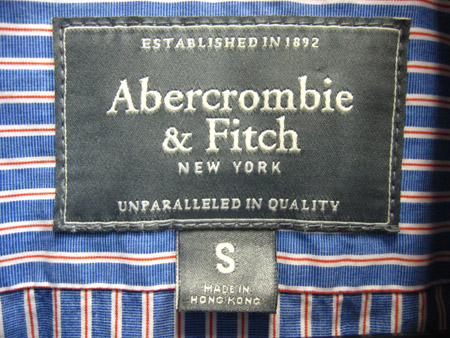 ESTABLISHED IN 1892
Abercrombie
& Fitch
NEW YORK
UNPARALLELED IN QUALITY
S
MADE IN
HONG KONG